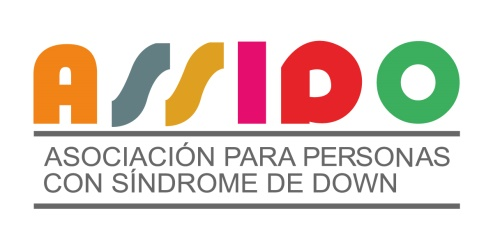 ASSIDO
ASOCIACIÓN PARA PERSONAS
CON SÍNDROME DE DOWN